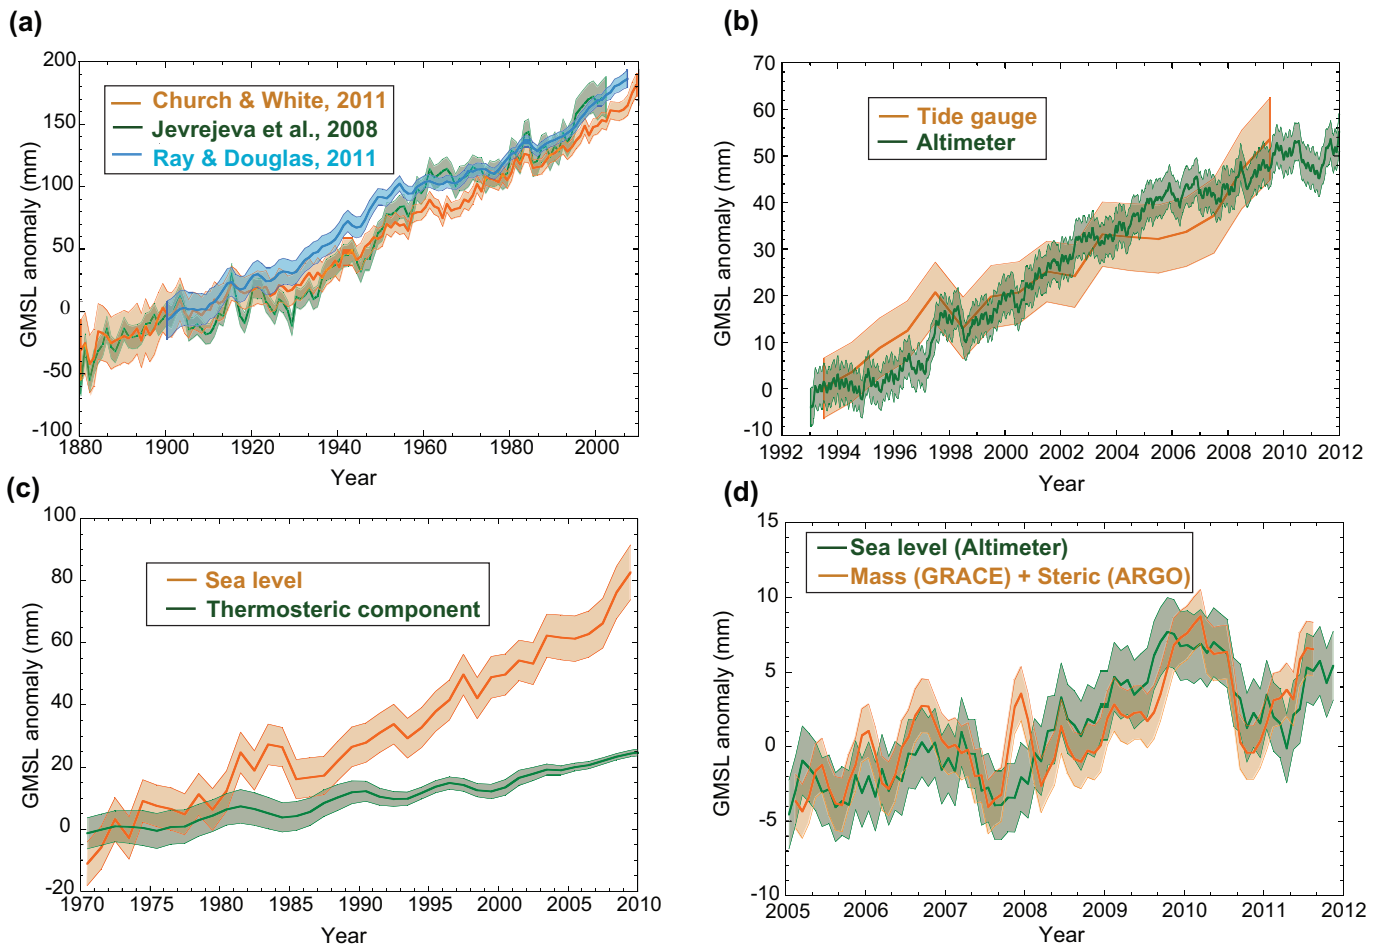 (a)
GMSL anomaly (mm)
200
150
100
50
0
-50
-100
Church & White, 2011
Jevrejeva et al., 2008
Ray & Douglas, 2011
1880 1900 1920 1940 1960 1980 2000
Year
(b)
GMSL anomaly (mm)
70
60
50
40
30
20
10
0
-10
Tide gauge
Altimeter
1992 1994 1996 1998 2000 2002 2004 2006 2008 2010 2012
Year
(c)
GMSL anomaly (mm)
100
80
60
40
20
0
-20
Sea level
Thermosteric component
1970 1975 1980 1985 1990 1995 2000 2005 2010
Year
(d)
GMSL anomaly (mm)
15
10
5
0
-5
-10
Sea level (Altimeter)
Mass (GRACE) + Steric (ARGO)
2005 2006 2007 2008 2009 2010 2011 2012
Year